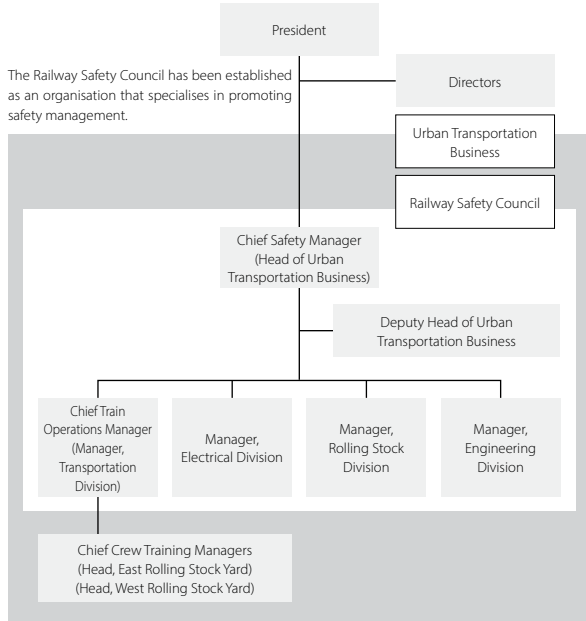 President
The Railway Safety Council has been established
as an organisation that specialises in promoting
safety management.
Directors
Urban Transportation
Business
Railway Safety Council
Chief Safety Manager
(Head of Urban
Transportation Business)
Deputy Head of Urban
Transportation Business
Chief Train
Operations Manager
(Manager,
Transportation
Division)
Manager,
Electrical Division
Manager,
Rolling Stock
Division
Manager,
Engineering
Division
Chief Crew Training Managers
(Head, East Rolling Stock Yard)
(Head, West Rolling Stock Yard)